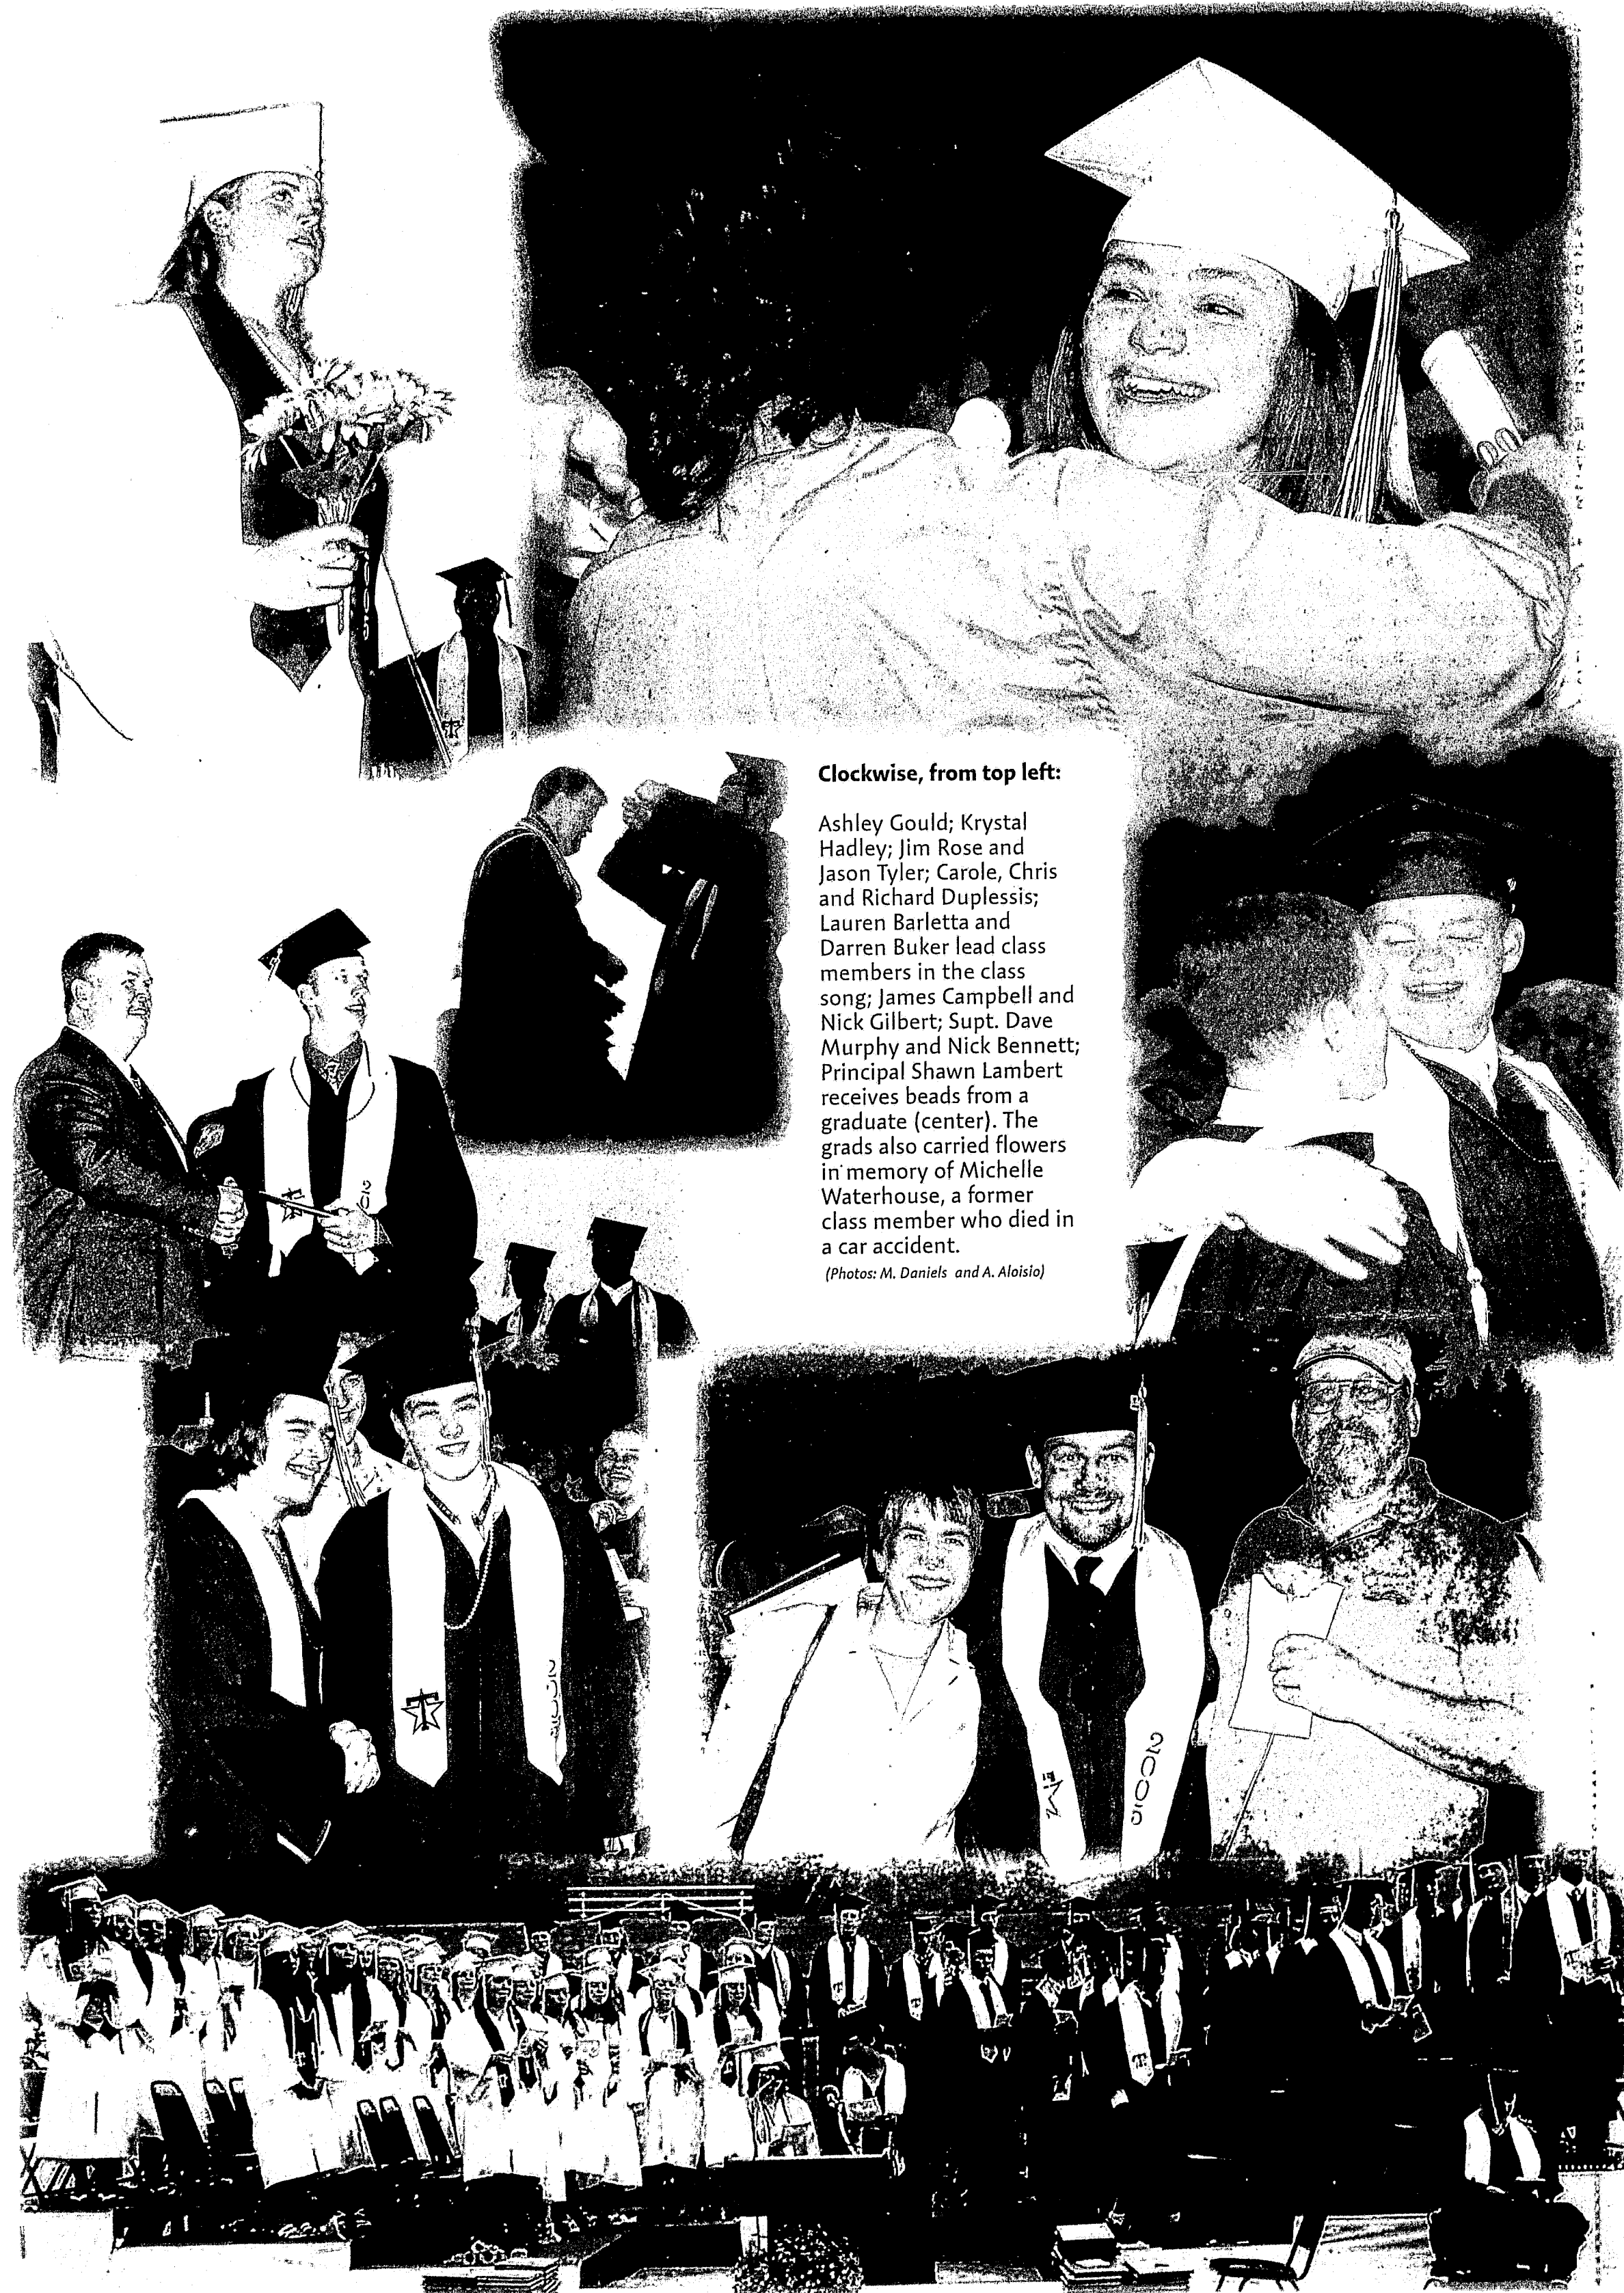 Clockwise, from top left:
Ashley Gould; Krystal
Hadley; Jim Rose and
Jason Tyler; Carole, Chris
and Richard Duplessis;
Lauren Barletta and
Darren Buker lead class
members in the class
song; James Campbell and
Nick Gilbert; Supt. Dave
Murphy and Nick Bennett;
Principal Shawn Lambert
receives beads from a
graduate (center). The
grads also carried flowers
in memory of Michelle
Waterhouse, a former
class member who died in
a car accident.
(Photos: M. Daniels and A. Aloisio)
2005